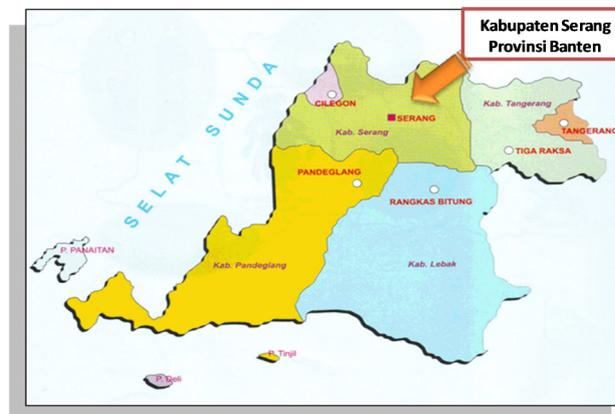 Kabupaten Serang
Provinsi Banten
SELAT SUNDA
CILEGON
SERANG
Kab. Serang
Kab. Tangerang
TANGERANG
TIGA RAKSA
PANDEGLANG
RANGKAS BITUNG
P. PANAITAN
Kab. Pandeglang
Kab. Lebak
P. Tinjil
P. Deli